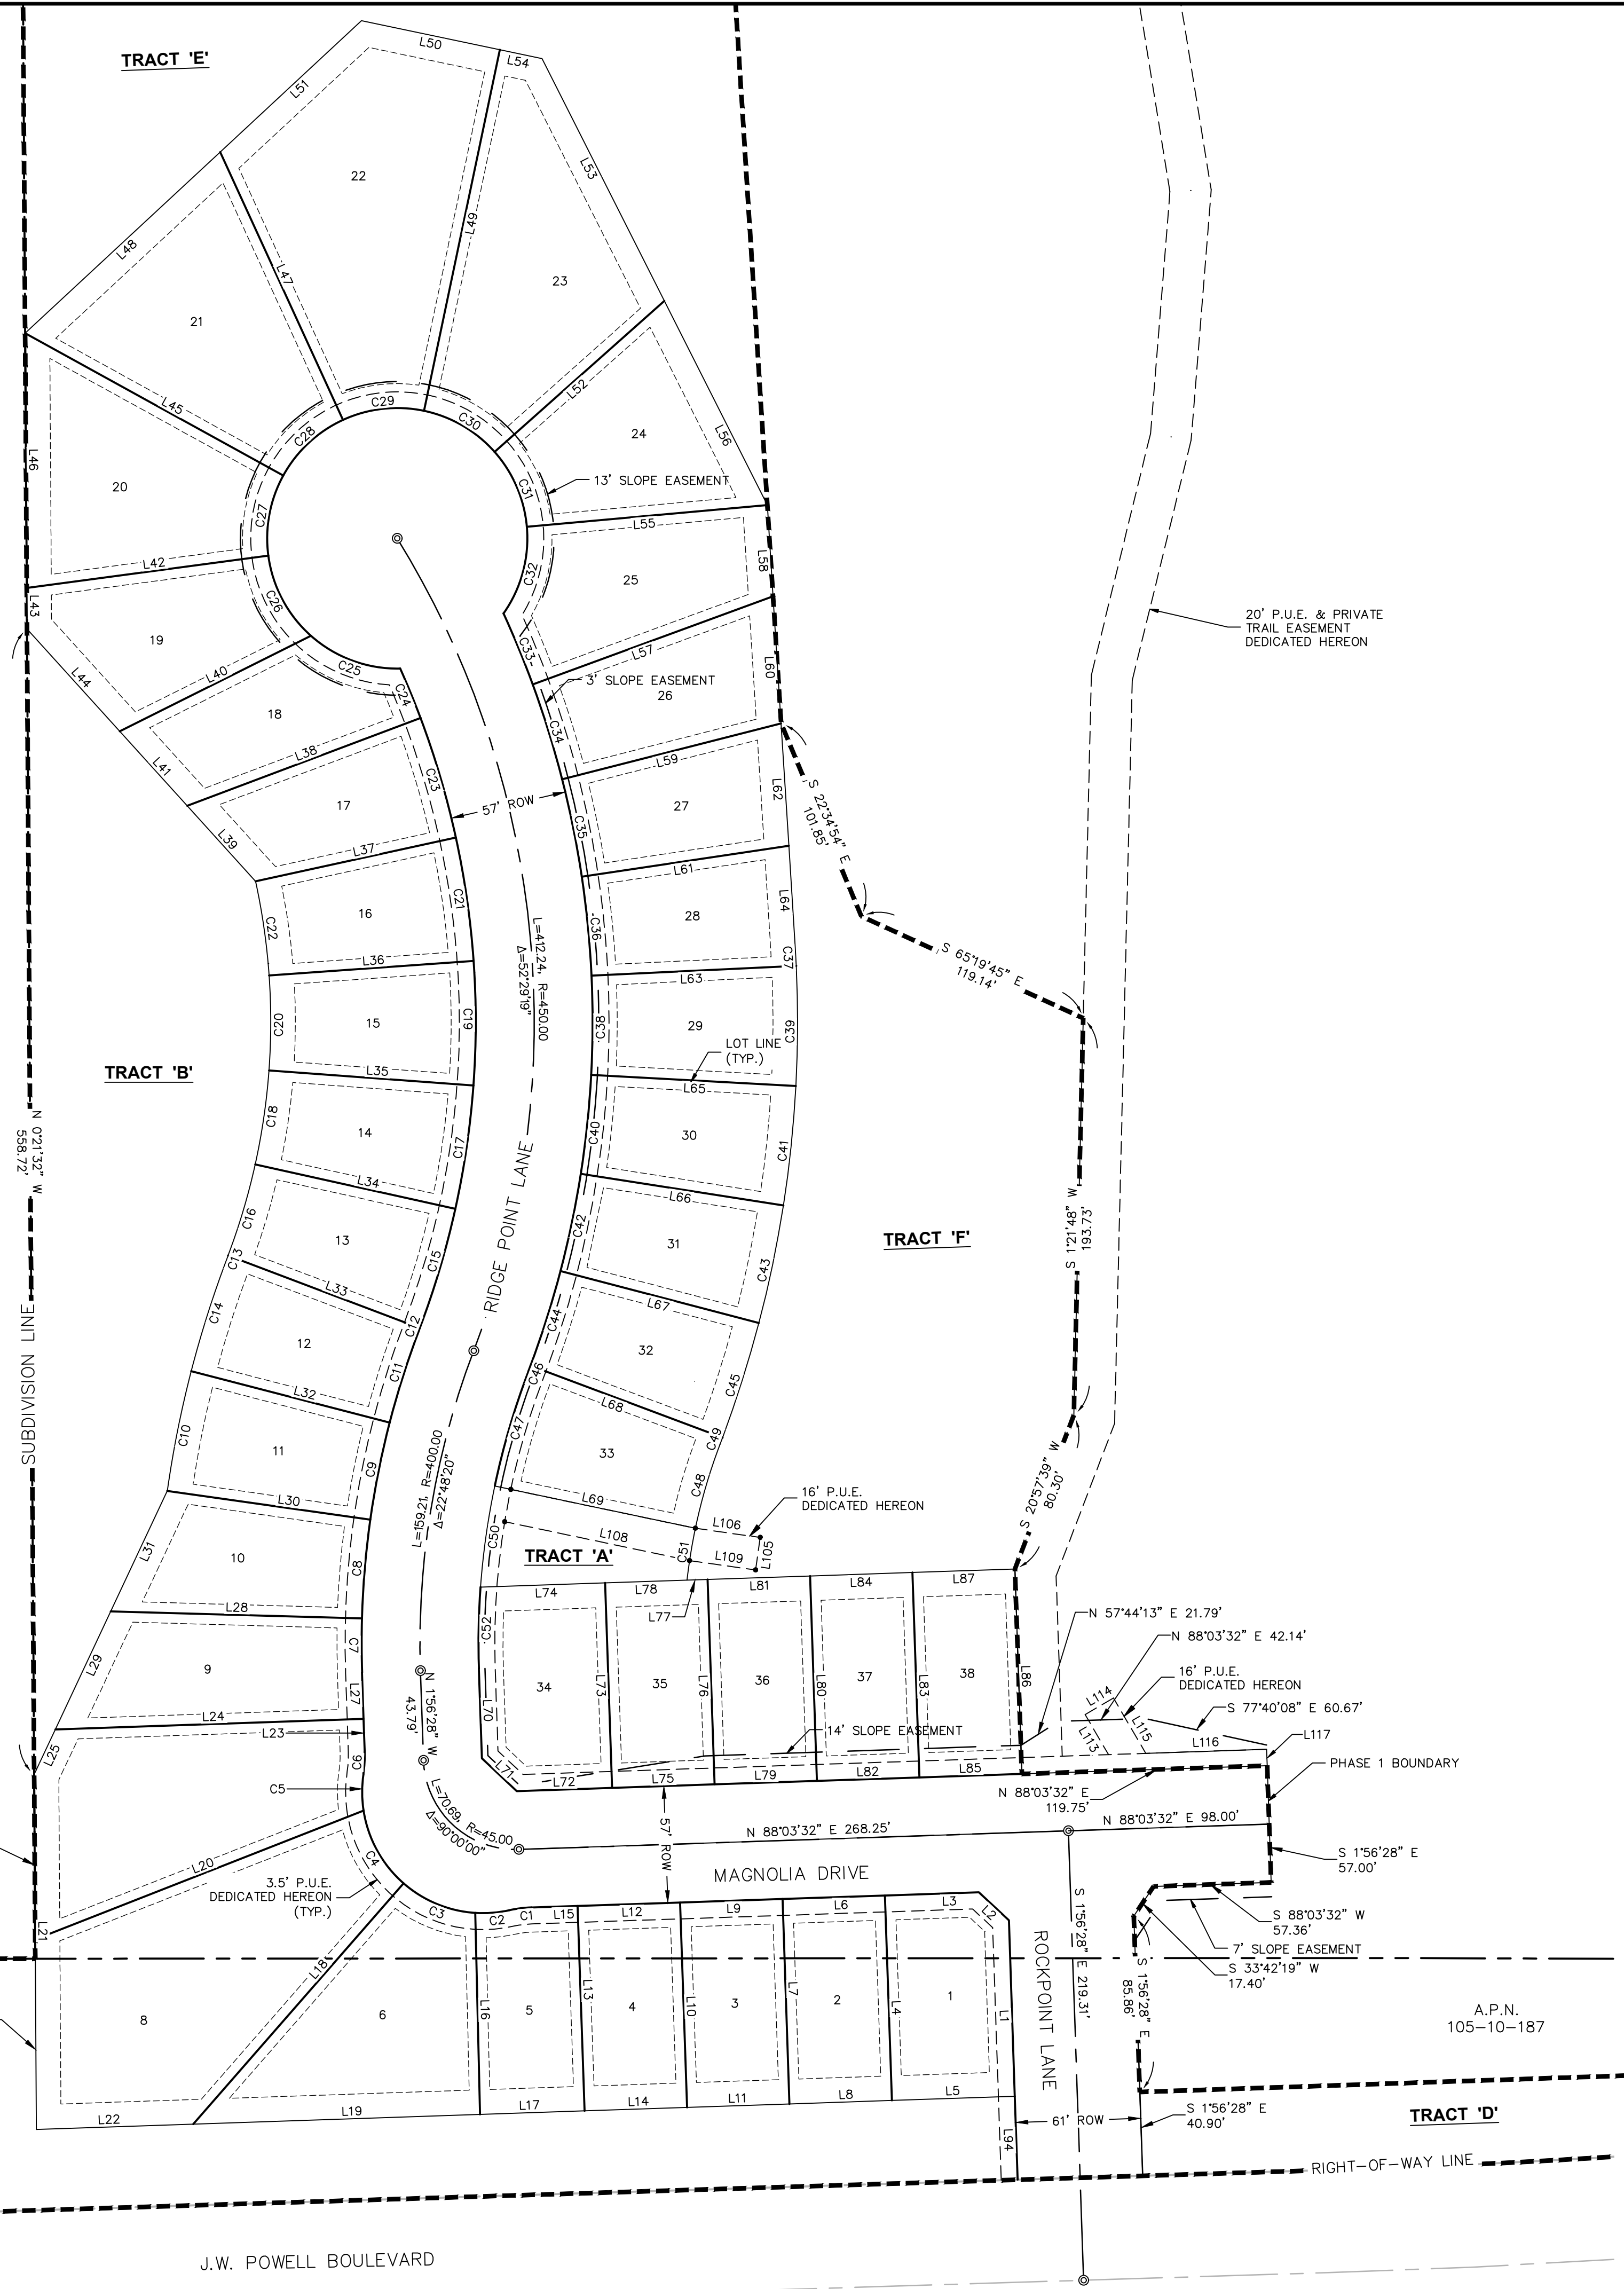 TRACT 'E'
L50
L54
L51
L53
22
L49
L48
L47
23
21
L52
L45
C29
C30
C28
24
L56
L46
20
C27
C31
13' SLOPE EASEMENT
L55
L42
C32
L58
25
L43
C26
19
20' P.U.E. & PRIVATE
TRAIL EASEMENT
DEDICATED HEREON
L44
L40
C25
C33
L57
L60
C24
3' SLOPE EASEMENT
26
18
L38
C34
L41
L59
C23
17
57' ROW
L62
27
S 22°34'54" E
101.85'
L39
L37
C35
L61
C21
16
28
L64
C22
C36
L36
L63
C37
S 65°19'45" E
119.14'
L=412.24, R=450.00
Δ=52°29'19"
C20
15
C19
C38
29
C39
LOT LINE
(TYP.)
TRACT 'B'
L35
L65
C18
14
C17
C40
30
C41
N 0°21'32" W
558.72'
L34
L66
C16
13
C15
C42
31
C43
TRACT 'F'
S 1°21'48" W
193.73'
C13
L33
RIDGE POINT LANE
L67
C14
12
C12
C44
32
SUBDIVISION LINE
C11
C46
C45
L32
L68
C10
11
C9
C47
33
C49
C48
S 20°57'39" W
80.30'
L30
L69
16' P.U.E.
DEDICATED HEREON
L=159.21, R=400.00
Δ=22°48'20"
L31
10
C8
C50
L108
L106
L105
L109
C51
TRACT 'A'
L28
L74
L78
L81
L84
L87
L77
C7
C52
N 57°44'13" E 21.79'
N 88°03'32" E 42.14'
L29
9
L27
34
L73
35
L76
36
L80
37
L83
38
L86
16' P.U.E.
DEDICATED HEREON
L114
S 77°40'08" E 60.67'
L24
L23
N 1°56'28" W
43.79'
L70
14' SLOPE EASEMENT
L113
L115
L116
L117
L25
C6
L71
L72
L75
L79
L82
L85
PHASE 1 BOUNDARY
C5
N 88°03'32" E
119.75'
L=70.69, R=45.00
Δ=90°00'00"
57' ROW
N 88°03'32" E 268.25'
N 88°03'32" E 98.00'
S 1°56'28" E
57.00'
L20
C4
MAGNOLIA DRIVE
3.5' P.U.E.
DEDICATED HEREON
(TYP.)
C3
C2
C1
L15
L12
L9
L6
L3
L2
S 88°03'32" W
57.36'
L21
7' SLOPE EASEMENT
S 33°42'19" W
17.40'
L18
S 1°56'28" E 219.31'
S 1°56'28" E
85.86'
ROCKPOINT LANE
8
6
L16
5
L13
4
L10
3
L7
2
L4
1
L1
A.P.N.
105-10-187
L22
L19
L17
L14
L11
L8
L5
L94
61' ROW
S 1°56'28" E
40.90'
TRACT 'D'
RIGHT-OF-WAY LINE
J.W. POWELL BOULEVARD